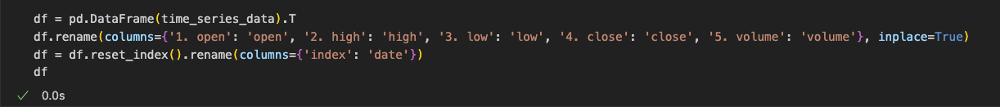 df = pd.DataFrame(time_series_data).T
df.rename(columns={'1. open': 'open', '2. high': 'high', '3. low': 'low', '4. close': 'close', '5. volume': 'volume'}, inplace=True)
df = df.reset_index().rename(columns={'index': 'date'})
df
0.0s